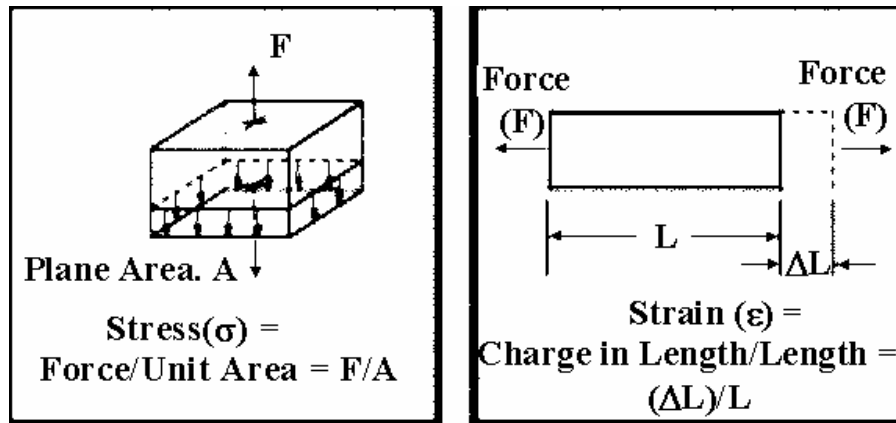 F
Plane Area. A
Stress(σ) =
Force/Unit Area = F/A
Force
(F)
Force
(F)
L
ΔL
Strain (ε) =
Charge in Length/Length =
(ΔL)/L